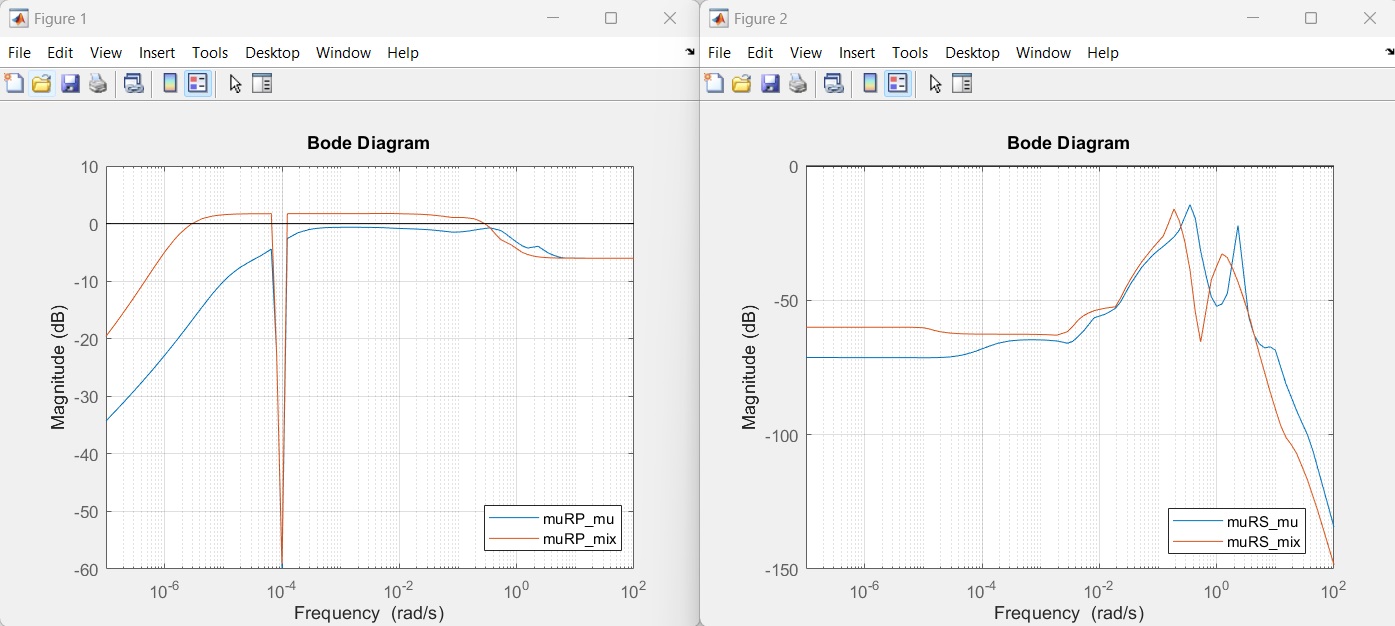 Figure 1
File Edit View Insert Tools Desktop Window Help
Bode Diagram
Magnitude (dB)
10
0
-10
-20
-30
-40
-50
-60
muRP_mu
muRP_mix
10^-6 10^-4 10^-2 10^0 10^2
Frequency (rad/s)
Figure 2
File Edit View Insert Tools Desktop Window Help
Bode Diagram
Magnitude (dB)
0
-50
-100
-150
muRS_mu
muRS_mix
10^-6 10^-4 10^-2 10^0 10^2
Frequency (rad/s)